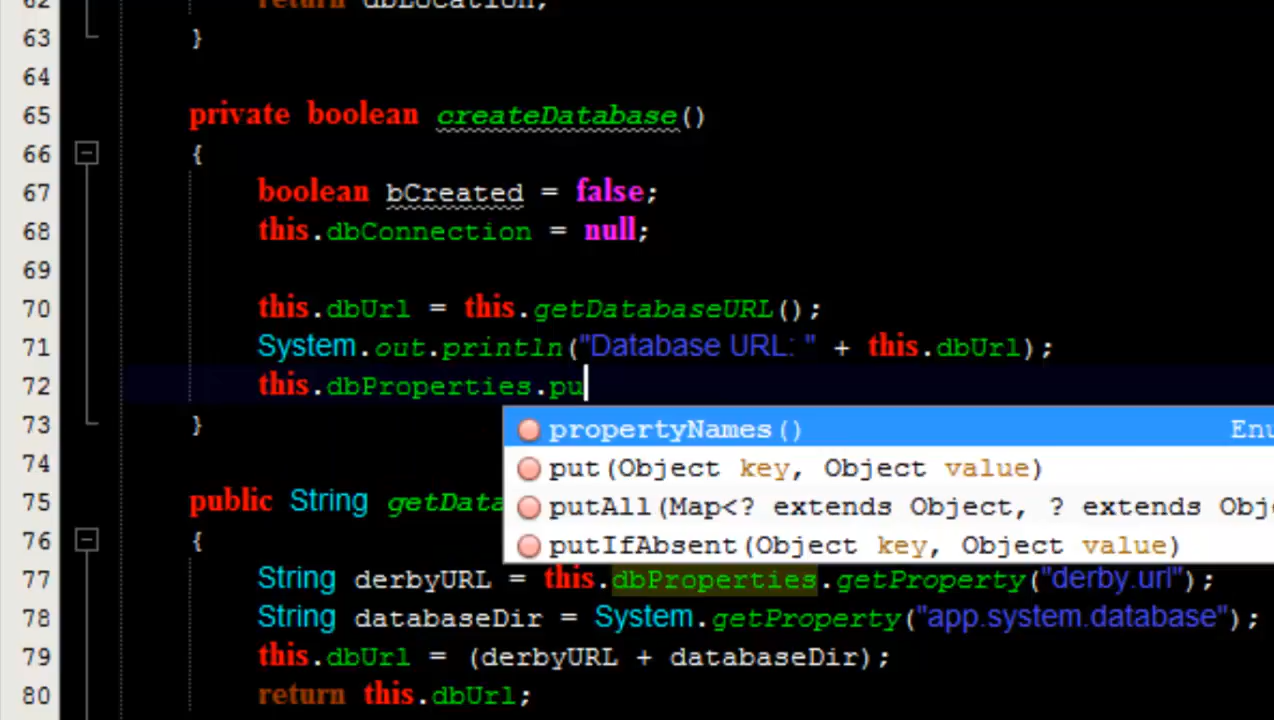 62 return dbLocation;
63 }
64
65 private boolean createDatabase()
66 {
67 boolean bCreated = false;
68 this.dbConnection = null;
69
70 this.dbUrl = this.getDatabaseURL();
71 System.out.println("Database URL: " + this.dbUrl);
72 this.dbProperties.pu
73 }
propertyNames() Enu
put(Object key, Object value)
putAll(Map<? extends Object, ? extends Obj
putIfAbsent(Object key, Object value)
74
75 public String getData
76 {
77 String derbyURL = this.dbProperties.getProperty("derby.url");
78 String databaseDir = System.getProperty("app.system.database");
79 this.dbUrl = (derbyURL + databaseDir);
80 return this.dbUrl;